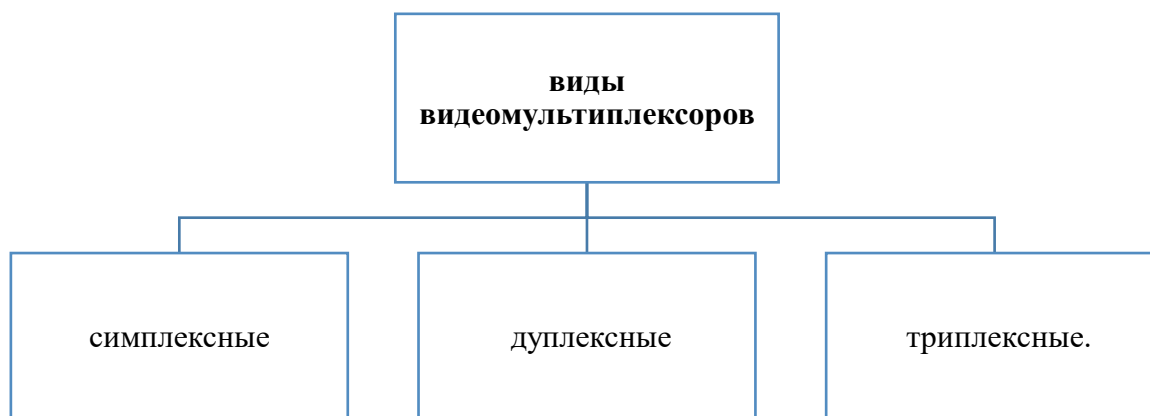 виды
видеомультиплексоров
симплексные
дуплексные
триплексные.